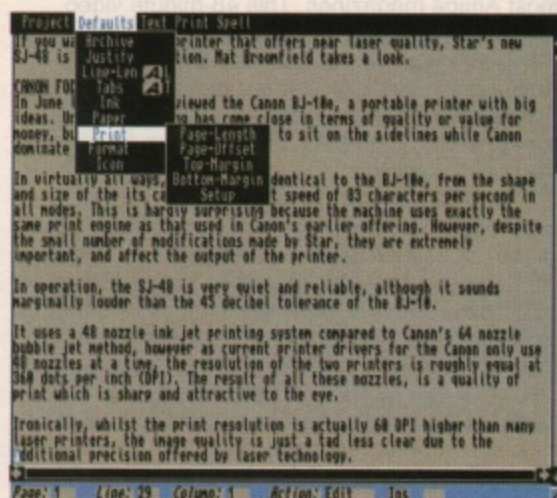 Project Defaults Text Print Spell
If you wa rinter that offers near laser quality, Star's new
SJ-48 is tion. Mat Broomfield takes a look.
Archive
Justify
Line-Len AL
Tabs AT
Ink
Paper
Print
Format
Icon
Page-Length
Page-Offset
Top-Margin
Bottom-Margin
Setup
CANON FO
In June viewed the Canon BJ-10e, a portable printer with big
ideas. Un ng has come close in terms of quality or value for
money, bu to sit on the sidelines while Canon
dominate
In virtually all ways, dentical to the BJ-10e, from the shape
and size of the its ca t speed of 83 characters per second in
all modes. This is hardly surprising because the machine uses exactly the
same print engine as that used in Canon's earlier offering. However, despite
the small number of modifications made by Star, they are extremely
important, and affect the output of the printer.
In operation, the SJ-48 is very quiet and reliable, although it sounds
marginally louder than the 45 decibel tolerance of the BJ-10.
It uses a 48 nozzle ink jet printing system compared to Canon's 64 nozzle
bubble jet method, however as current printer drivers for the Canon only use
48 nozzles at a time, the resolution of the two printers is roughly equal at
360 dots per inch (DPI). The result of all these nozzles, is a quality of
print which is sharp and attractive to the eye.
Ironically, whilst the print resolution is actually 60 DPI higher than many
laser printers, the image quality is just a tad less clear due to the
additional precision offered by laser technology.
Page: 1 Line: 29 Column: 1 Action: Edit Ins